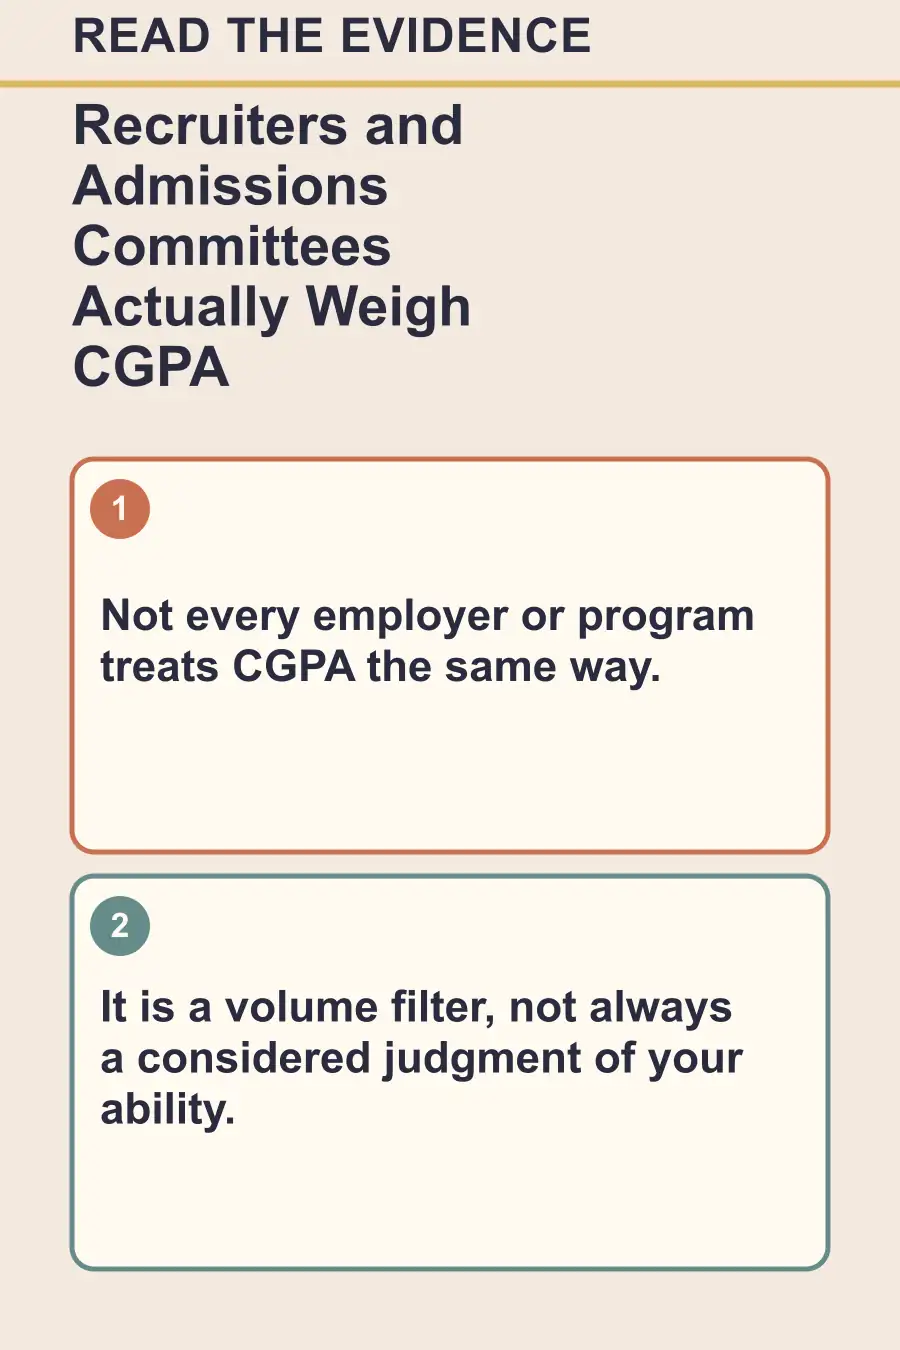 READ THE EVIDENCE
Recruiters and
Admissions
Committees
Actually Weigh
CGPA
1
Not every employer or program
treats CGPA the same way.
2
It is a volume filter, not always
a considered judgment of your
ability.